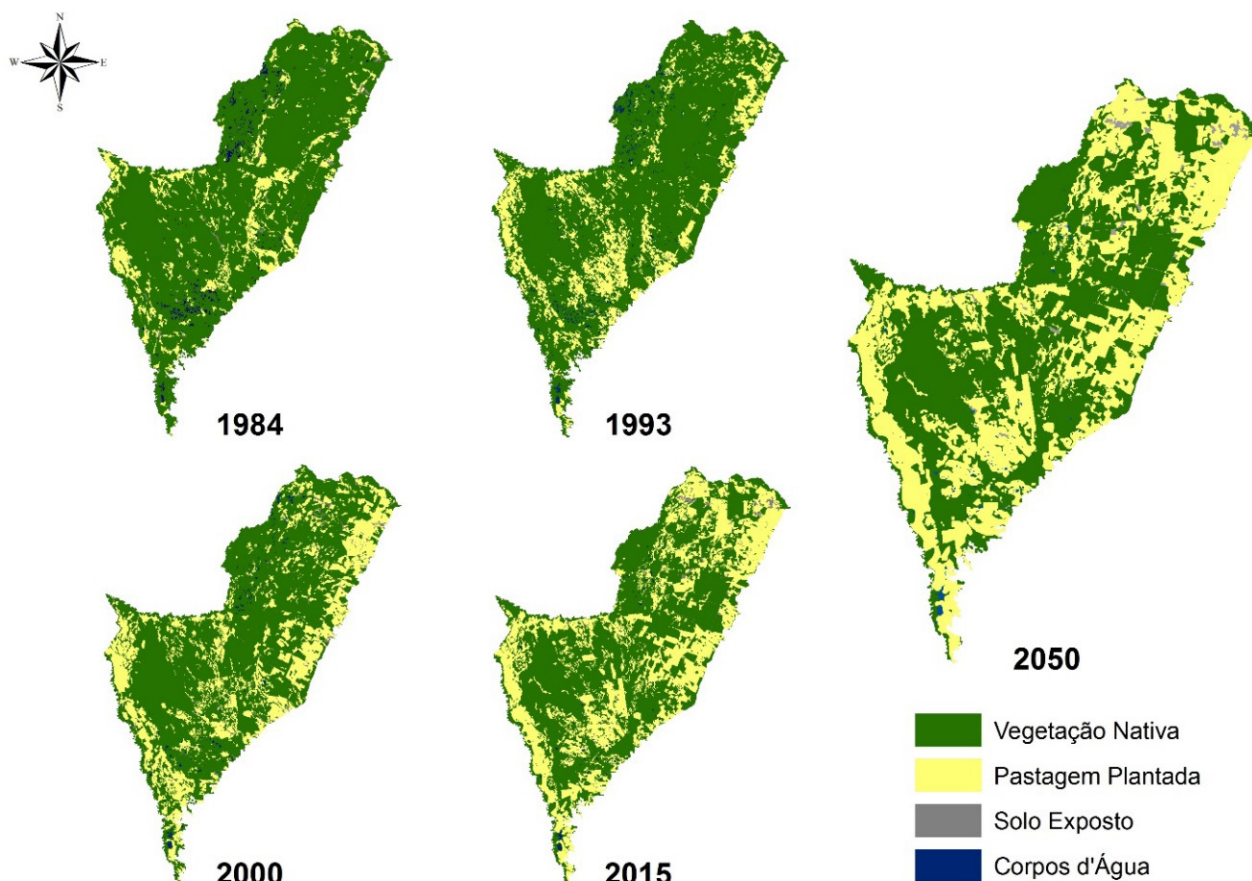 N
W E
S
1984
1993
2050
2000
2015
Vegetação Nativa
Pastagem Plantada
Solo Exposto
Corpos d'Água